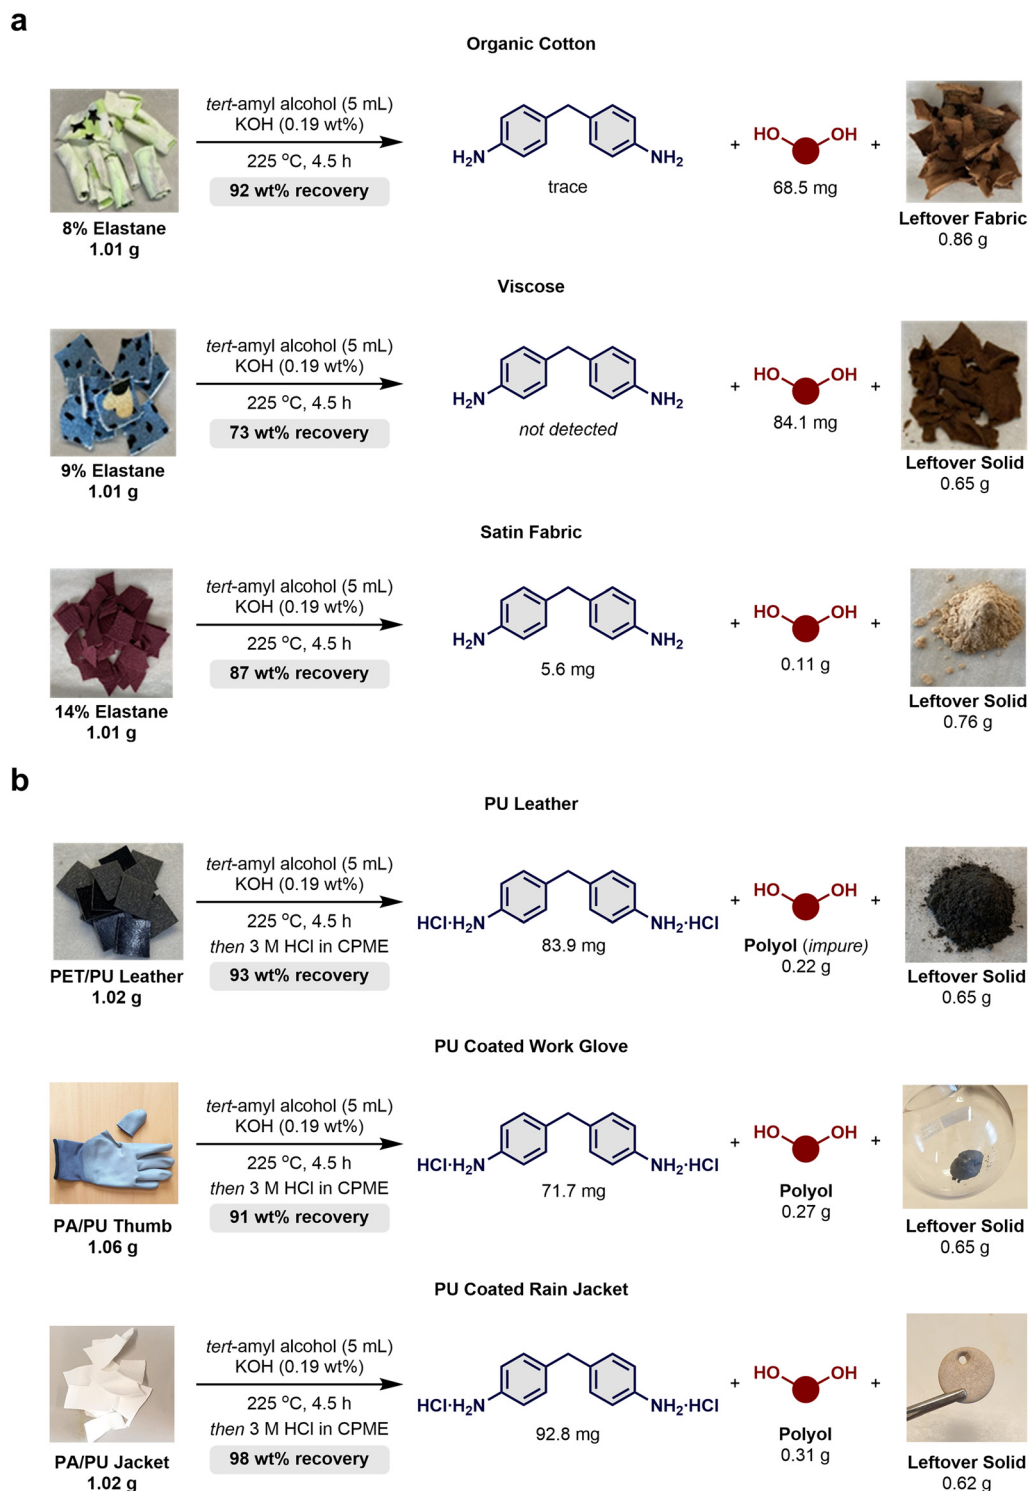 a
Organic Cotton
tert-amyl alcohol (5 mL)
KOH (0.19 wt%)
225 °C, 4.5 h
92 wt% recovery
8% Elastane
1.01 g
H₂N
NH₂
trace
+
HO
OH
68.5 mg
+
Leftover Fabric
0.86 g
Viscose
tert-amyl alcohol (5 mL)
KOH (0.19 wt%)
225 °C, 4.5 h
73 wt% recovery
9% Elastane
1.01 g
H₂N
NH₂
not detected
+
HO
OH
84.1 mg
+
Leftover Solid
0.65 g
Satin Fabric
tert-amyl alcohol (5 mL)
KOH (0.19 wt%)
225 °C, 4.5 h
87 wt% recovery
14% Elastane
1.01 g
H₂N
NH₂
5.6 mg
+
HO
OH
0.11 g
+
Leftover Solid
0.76 g
b
PU Leather
tert-amyl alcohol (5 mL)
KOH (0.19 wt%)
225 °C, 4.5 h
then 3 M HCl in CPME
93 wt% recovery
PET/PU Leather
1.02 g
HCl·H₂N
NH₂·HCl
83.9 mg
+
HO
OH
Polyol (impure)
0.22 g
+
Leftover Solid
0.65 g
PU Coated Work Glove
tert-amyl alcohol (5 mL)
KOH (0.19 wt%)
225 °C, 4.5 h
then 3 M HCl in CPME
91 wt% recovery
PA/PU Thumb
1.06 g
HCl·H₂N
NH₂·HCl
71.7 mg
+
HO
OH
Polyol
0.27 g
+
Leftover Solid
0.65 g
PU Coated Rain Jacket
tert-amyl alcohol (5 mL)
KOH (0.19 wt%)
225 °C, 4.5 h
then 3 M HCl in CPME
98 wt% recovery
PA/PU Jacket
1.02 g
HCl·H₂N
NH₂·HCl
92.8 mg
+
HO
OH
Polyol
0.31 g
+
Leftover Solid
0.62 g